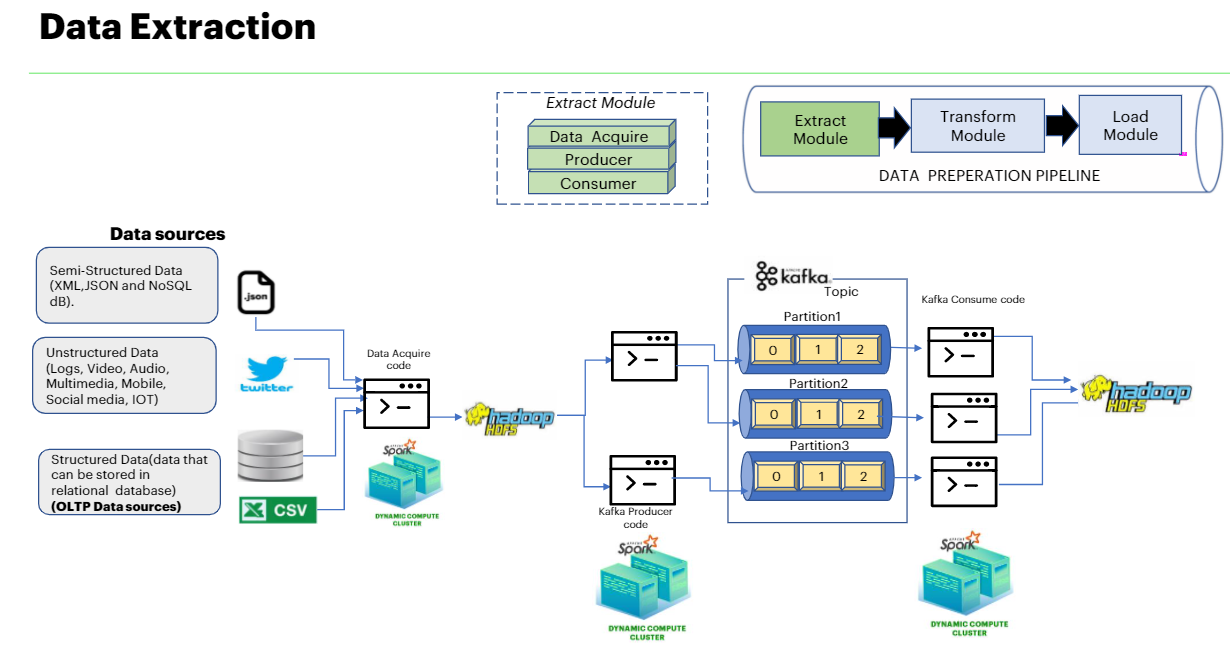 Data Extraction
Extract Module
Data Acquire
Producer
Consumer
Extract
Module
Transform
Module
Load
Module
DATA PREPERATION PIPELINE
Data sources
Semi-Structured Data
(XML,JSON and NoSQL
dB).
Unstructured Data
(Logs, Video, Audio,
Multimedia, Mobile,
Social media, IOT)
Structured Data(data that
can be stored in
relational database)
(OLTP Data sources)
.json
twitter
CSV
Data Acquire
code
>–
APACHE
Spark
DYNAMIC COMPUTE
CLUSTER
hadoop
HDFS
>–
>–
Kafka Producer
code
APACHE
Spark
DYNAMIC COMPUTE
CLUSTER
APACHE
kafka
Topic
Partition1
0 1 2
Partition2
0 1 2
Partition3
0 1 2
Kafka Consume code
>–
>–
>–
APACHE
Spark
DYNAMIC COMPUTE
CLUSTER
hadoop
HDFS